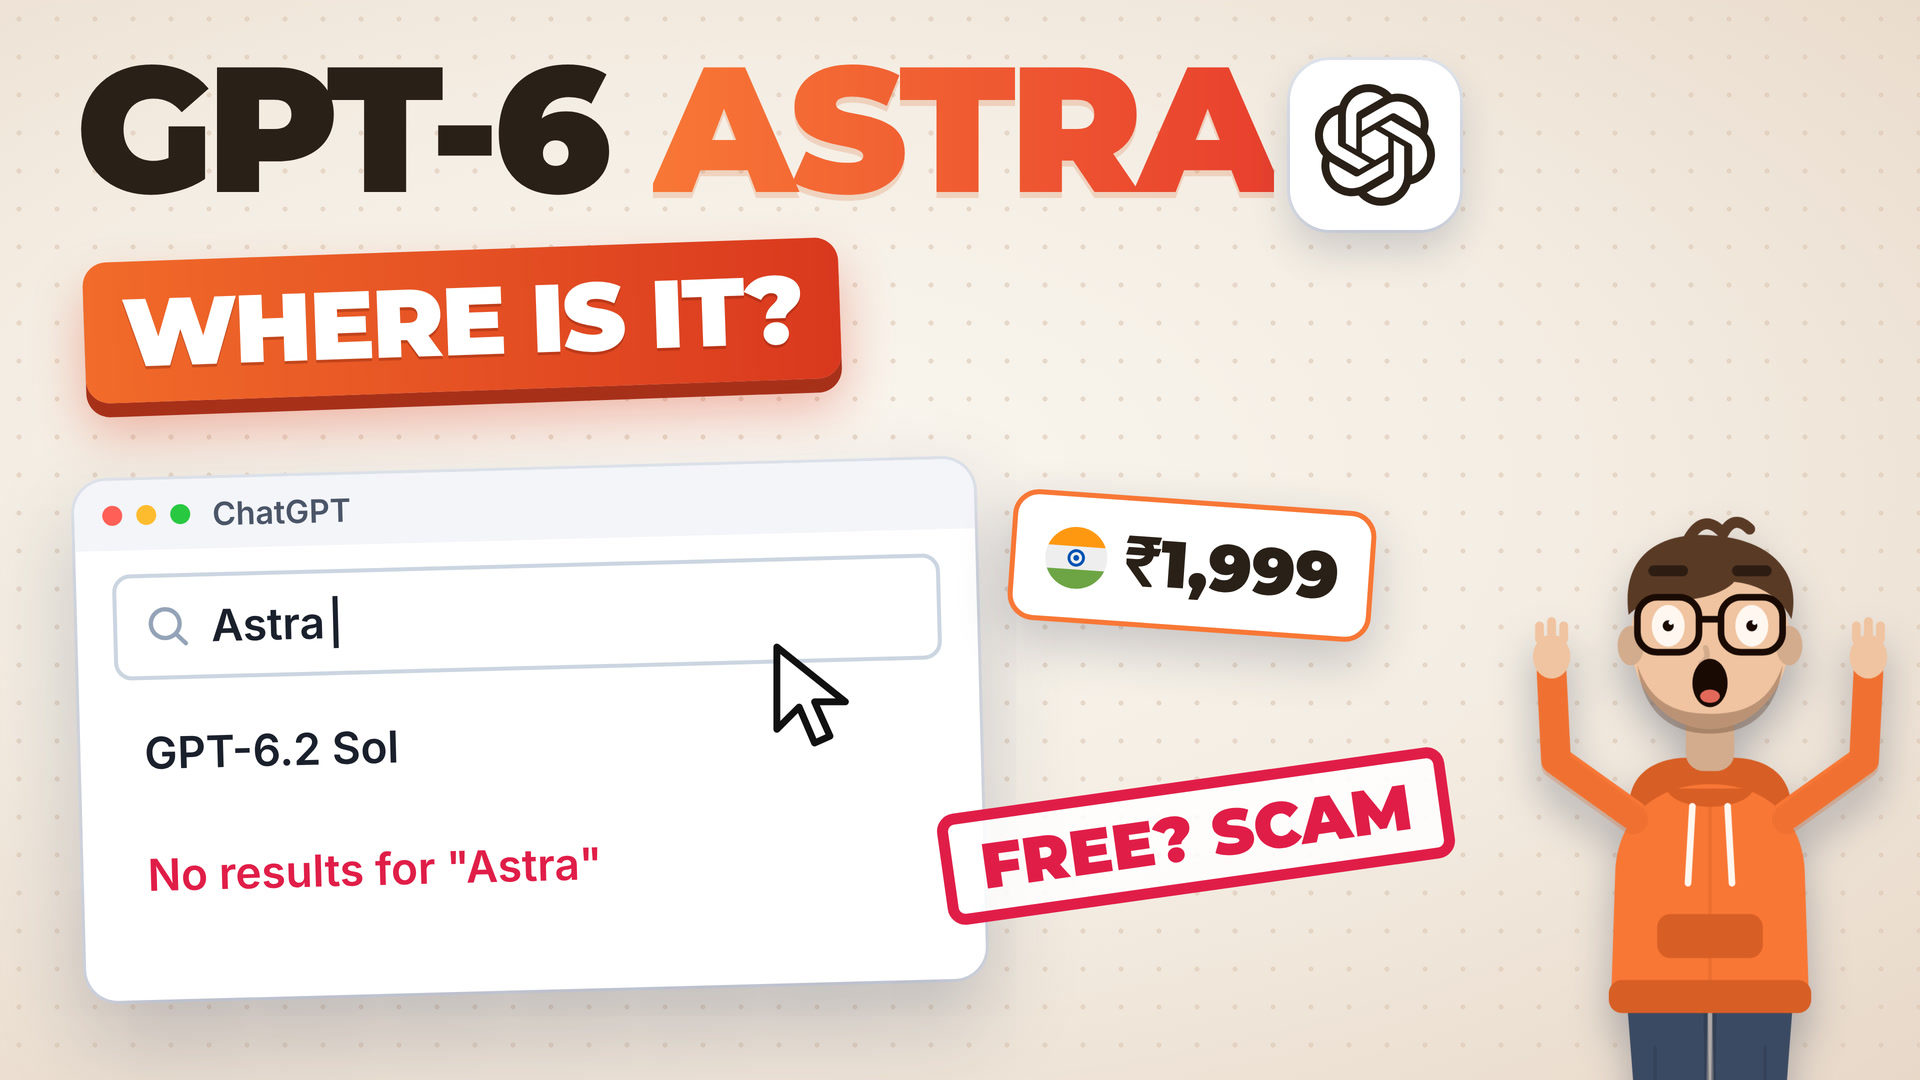 GPT-6 ASTRA
WHERE IS IT?
ChatGPT
Astra
GPT-6.2 Sol
No results for "Astra"
₹1,999
FREE? SCAM